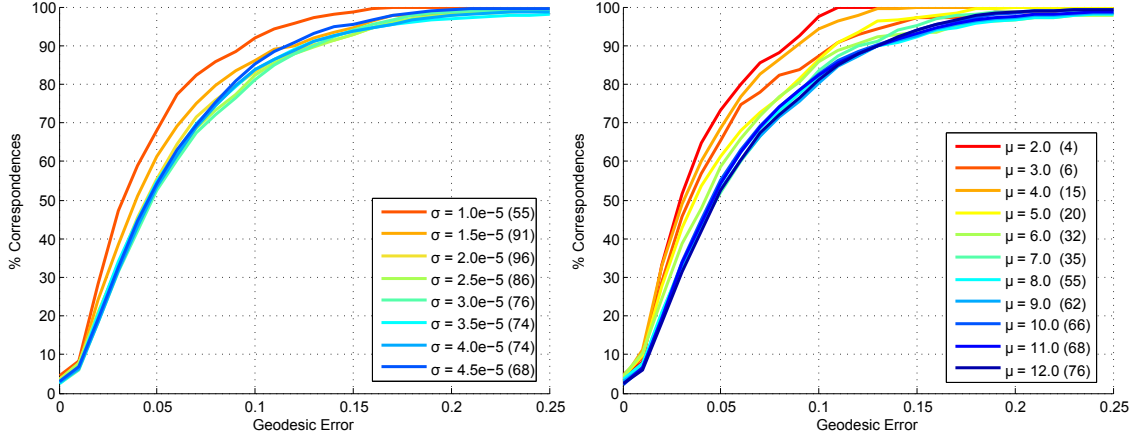 100
90
80
70
60
50
40
30
20
10
0
% Correspondences
0
0.05
0.1
0.15
0.2
0.25
Geodesic Error
σ = 1.0e−5 (55)
σ = 1.5e−5 (91)
σ = 2.0e−5 (96)
σ = 2.5e−5 (86)
σ = 3.0e−5 (76)
σ = 3.5e−5 (74)
σ = 4.0e−5 (74)
σ = 4.5e−5 (68)
100
90
80
70
60
50
40
30
20
10
0
% Correspondences
0
0.05
0.1
0.15
0.2
0.25
Geodesic Error
μ = 2.0 (4)
μ = 3.0 (6)
μ = 4.0 (15)
μ = 5.0 (20)
μ = 6.0 (32)
μ = 7.0 (35)
μ = 8.0 (55)
μ = 9.0 (62)
μ = 10.0 (66)
μ = 11.0 (68)
μ = 12.0 (76)